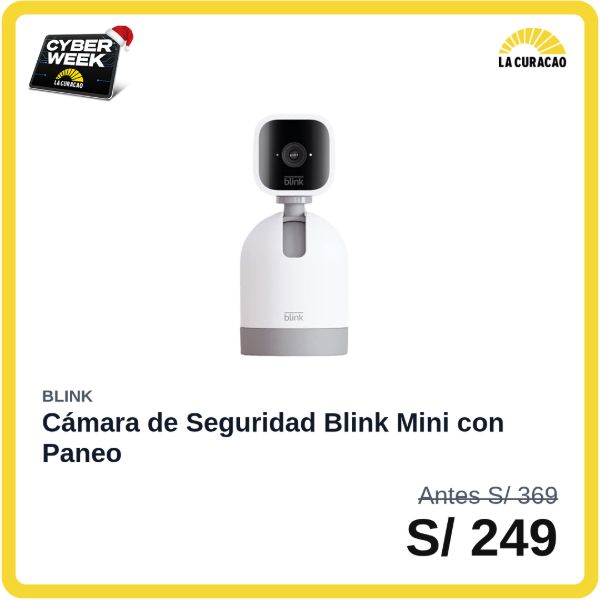 CYBER
WEEK
LA CURACAO
LA CURACAO
blink
blink
BLINK
Cámara de Seguridad Blink Mini con
Paneo
Antes S/ 369
S/ 249